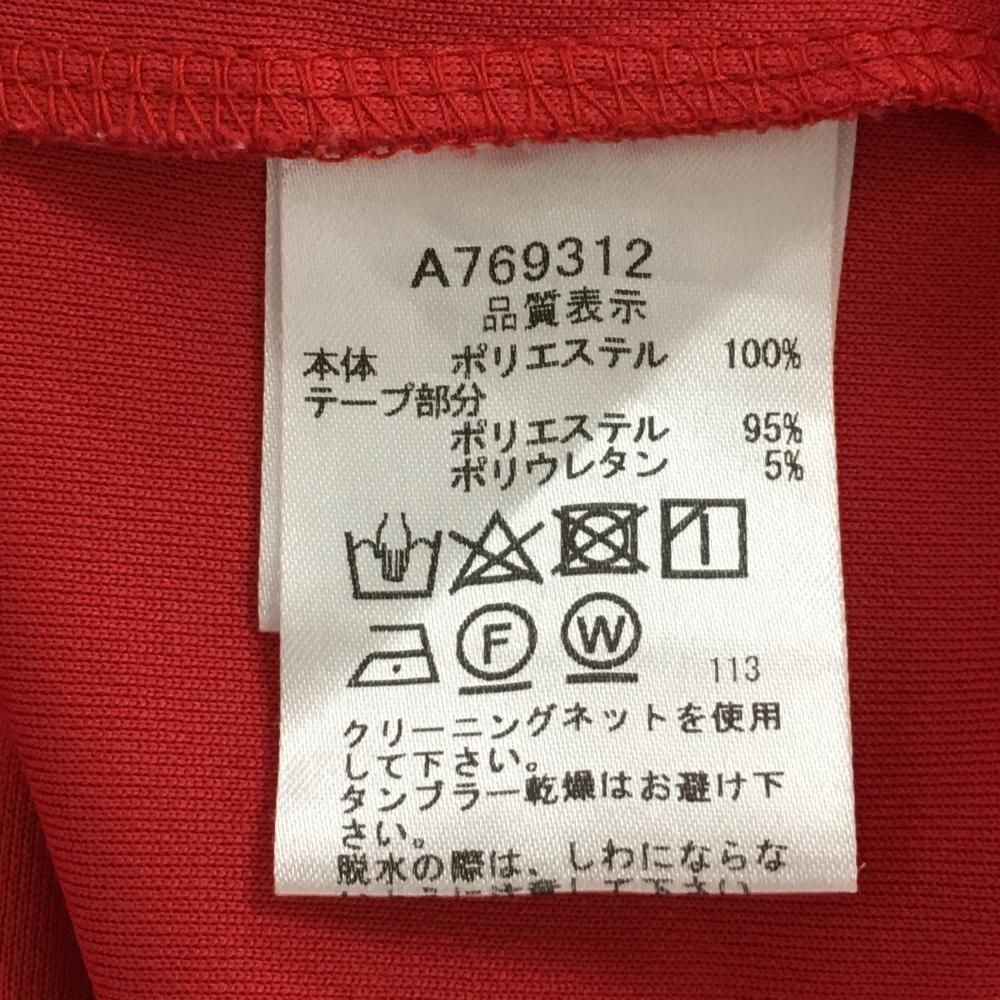 A769312
品質表示
本体 ポリエステル 100%
テープ部分
ポリエステル 95%
ポリウレタン 5%
F W 113
クリーニングネットを使用
して下さい。
タンブラー乾燥はお避け下
さい。
脱水の際は、しわにならな